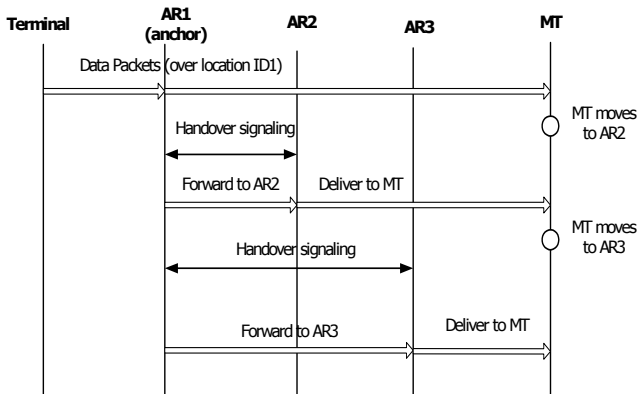 Terminal
AR1
(anchor)
AR2
AR3
MT
Data Packets (over location ID1)
MT moves
to AR2
Handover signaling
Forward to AR2
Deliver to MT
MT moves
to AR3
Handover signaling
Forward to AR3
Deliver to MT